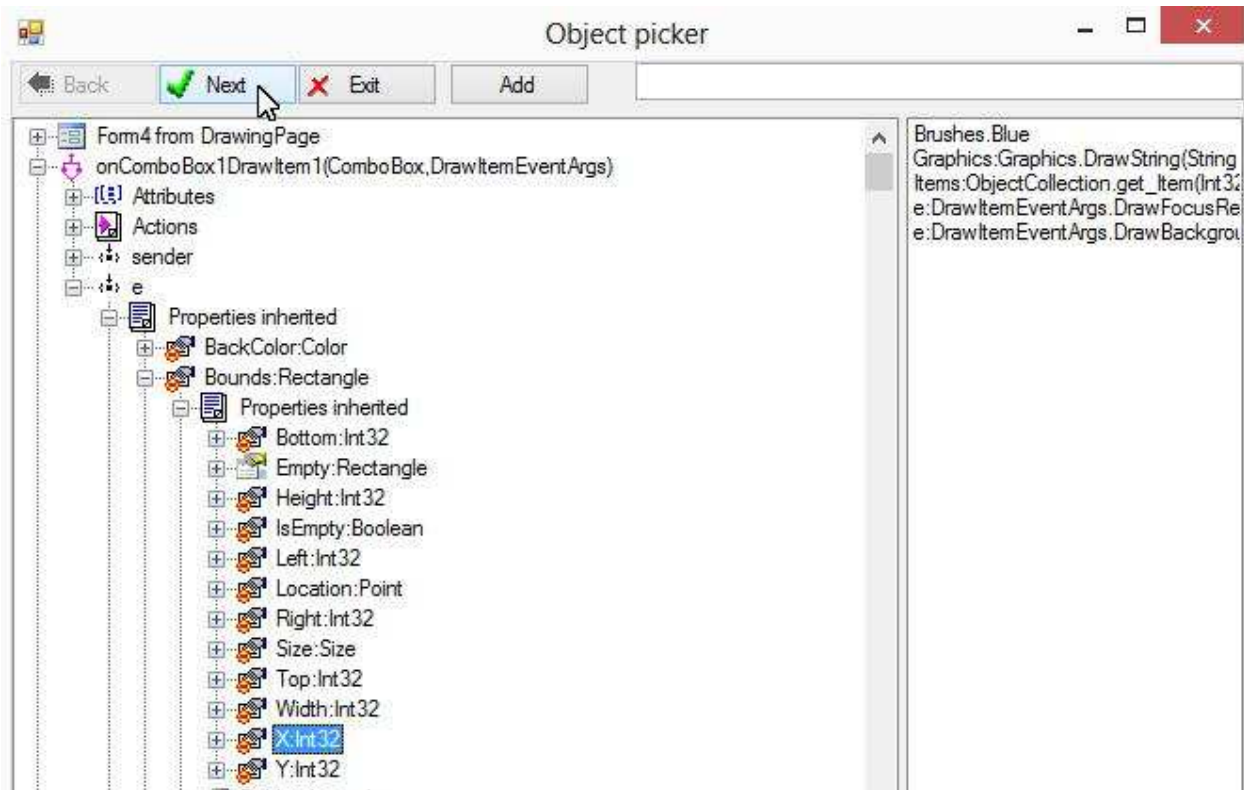 Object picker
Back Next Exit Add
Form4 from DrawingPage
onComboBox1DrawItem1(ComboBox,DrawItemEventArgs)
Attributes
Actions
sender
e
Properties inherited
BackColor:Color
Bounds:Rectangle
Properties inherited
Bottom:Int32
Empty:Rectangle
Height:Int32
IsEmpty:Boolean
Left:Int32
Location:Point
Right:Int32
Size:Size
Top:Int32
Width:Int32
X:Int32
Y:Int32
Brushes.Blue
Graphics:Graphics.DrawString(String
Items:ObjectCollection.get_Item(Int32
e:DrawItemEventArgs.DrawFocusRe
e:DrawItemEventArgs.DrawBackgrou